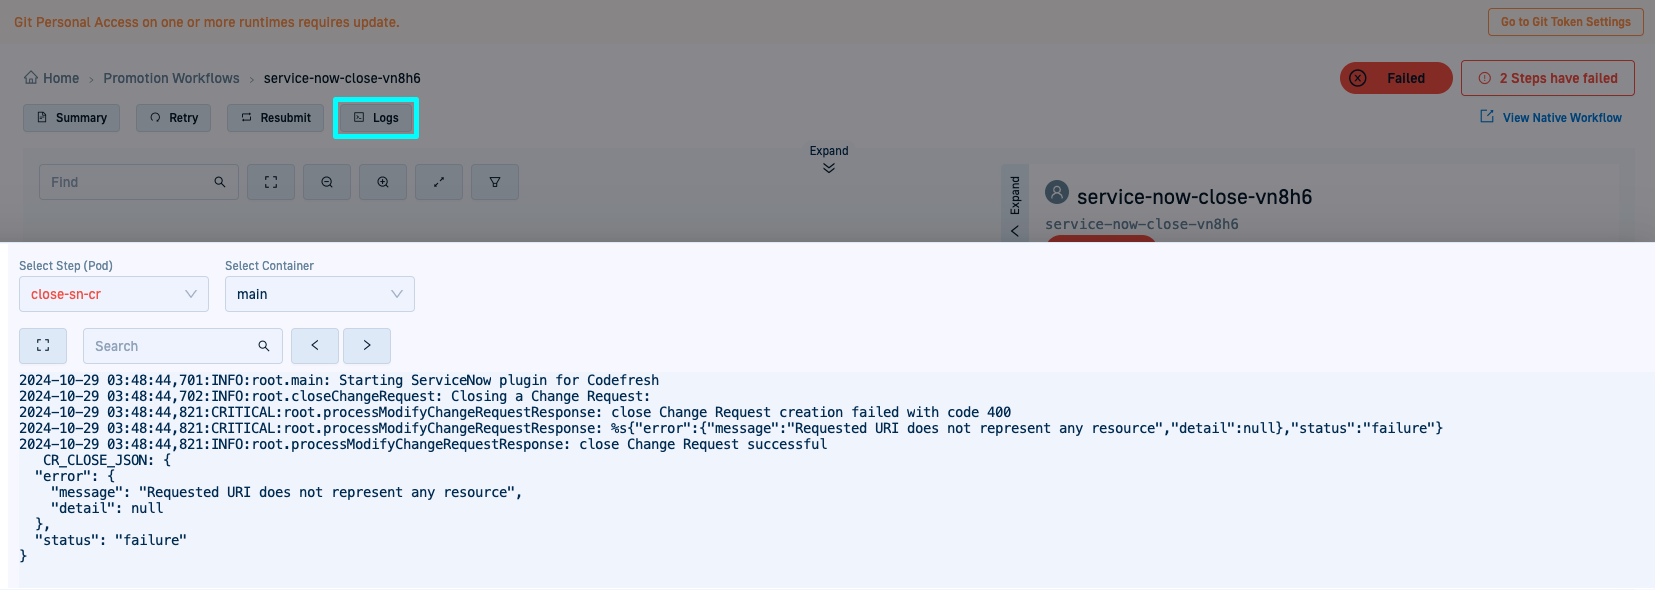 Git Personal Access on one or more runtimes requires update.
Go to Git Token Settings
Home > Promotion Workflows > service-now-close-vn8h6
Failed
2 Steps have failed
Summary
Retry
Resubmit
Logs
View Native Workflow
Expand
Find
Expand
service-now-close-vn8h6
service-now-close-vn8h6
Select Step (Pod)
Select Container
close-sn-cr
main
Search
2024-10-29 03:48:44,701:INFO:root.main: Starting ServiceNow plugin for Codefresh
2024-10-29 03:48:44,702:INFO:root.closeChangeRequest: Closing a Change Request:
2024-10-29 03:48:44,821:CRITICAL:root.processModifyChangeRequestResponse: close Change Request creation failed with code 400
2024-10-29 03:48:44,821:CRITICAL:root.processModifyChangeRequestResponse: %s{"error":{"message":"Requested URI does not represent any resource","detail":null},"status":"failure"}
2024-10-29 03:48:44,821:INFO:root.processModifyChangeRequestResponse: close Change Request successful
   CR_CLOSE_JSON: {
  "error": {
    "message": "Requested URI does not represent any resource",
    "detail": null
  },
  "status": "failure"
}